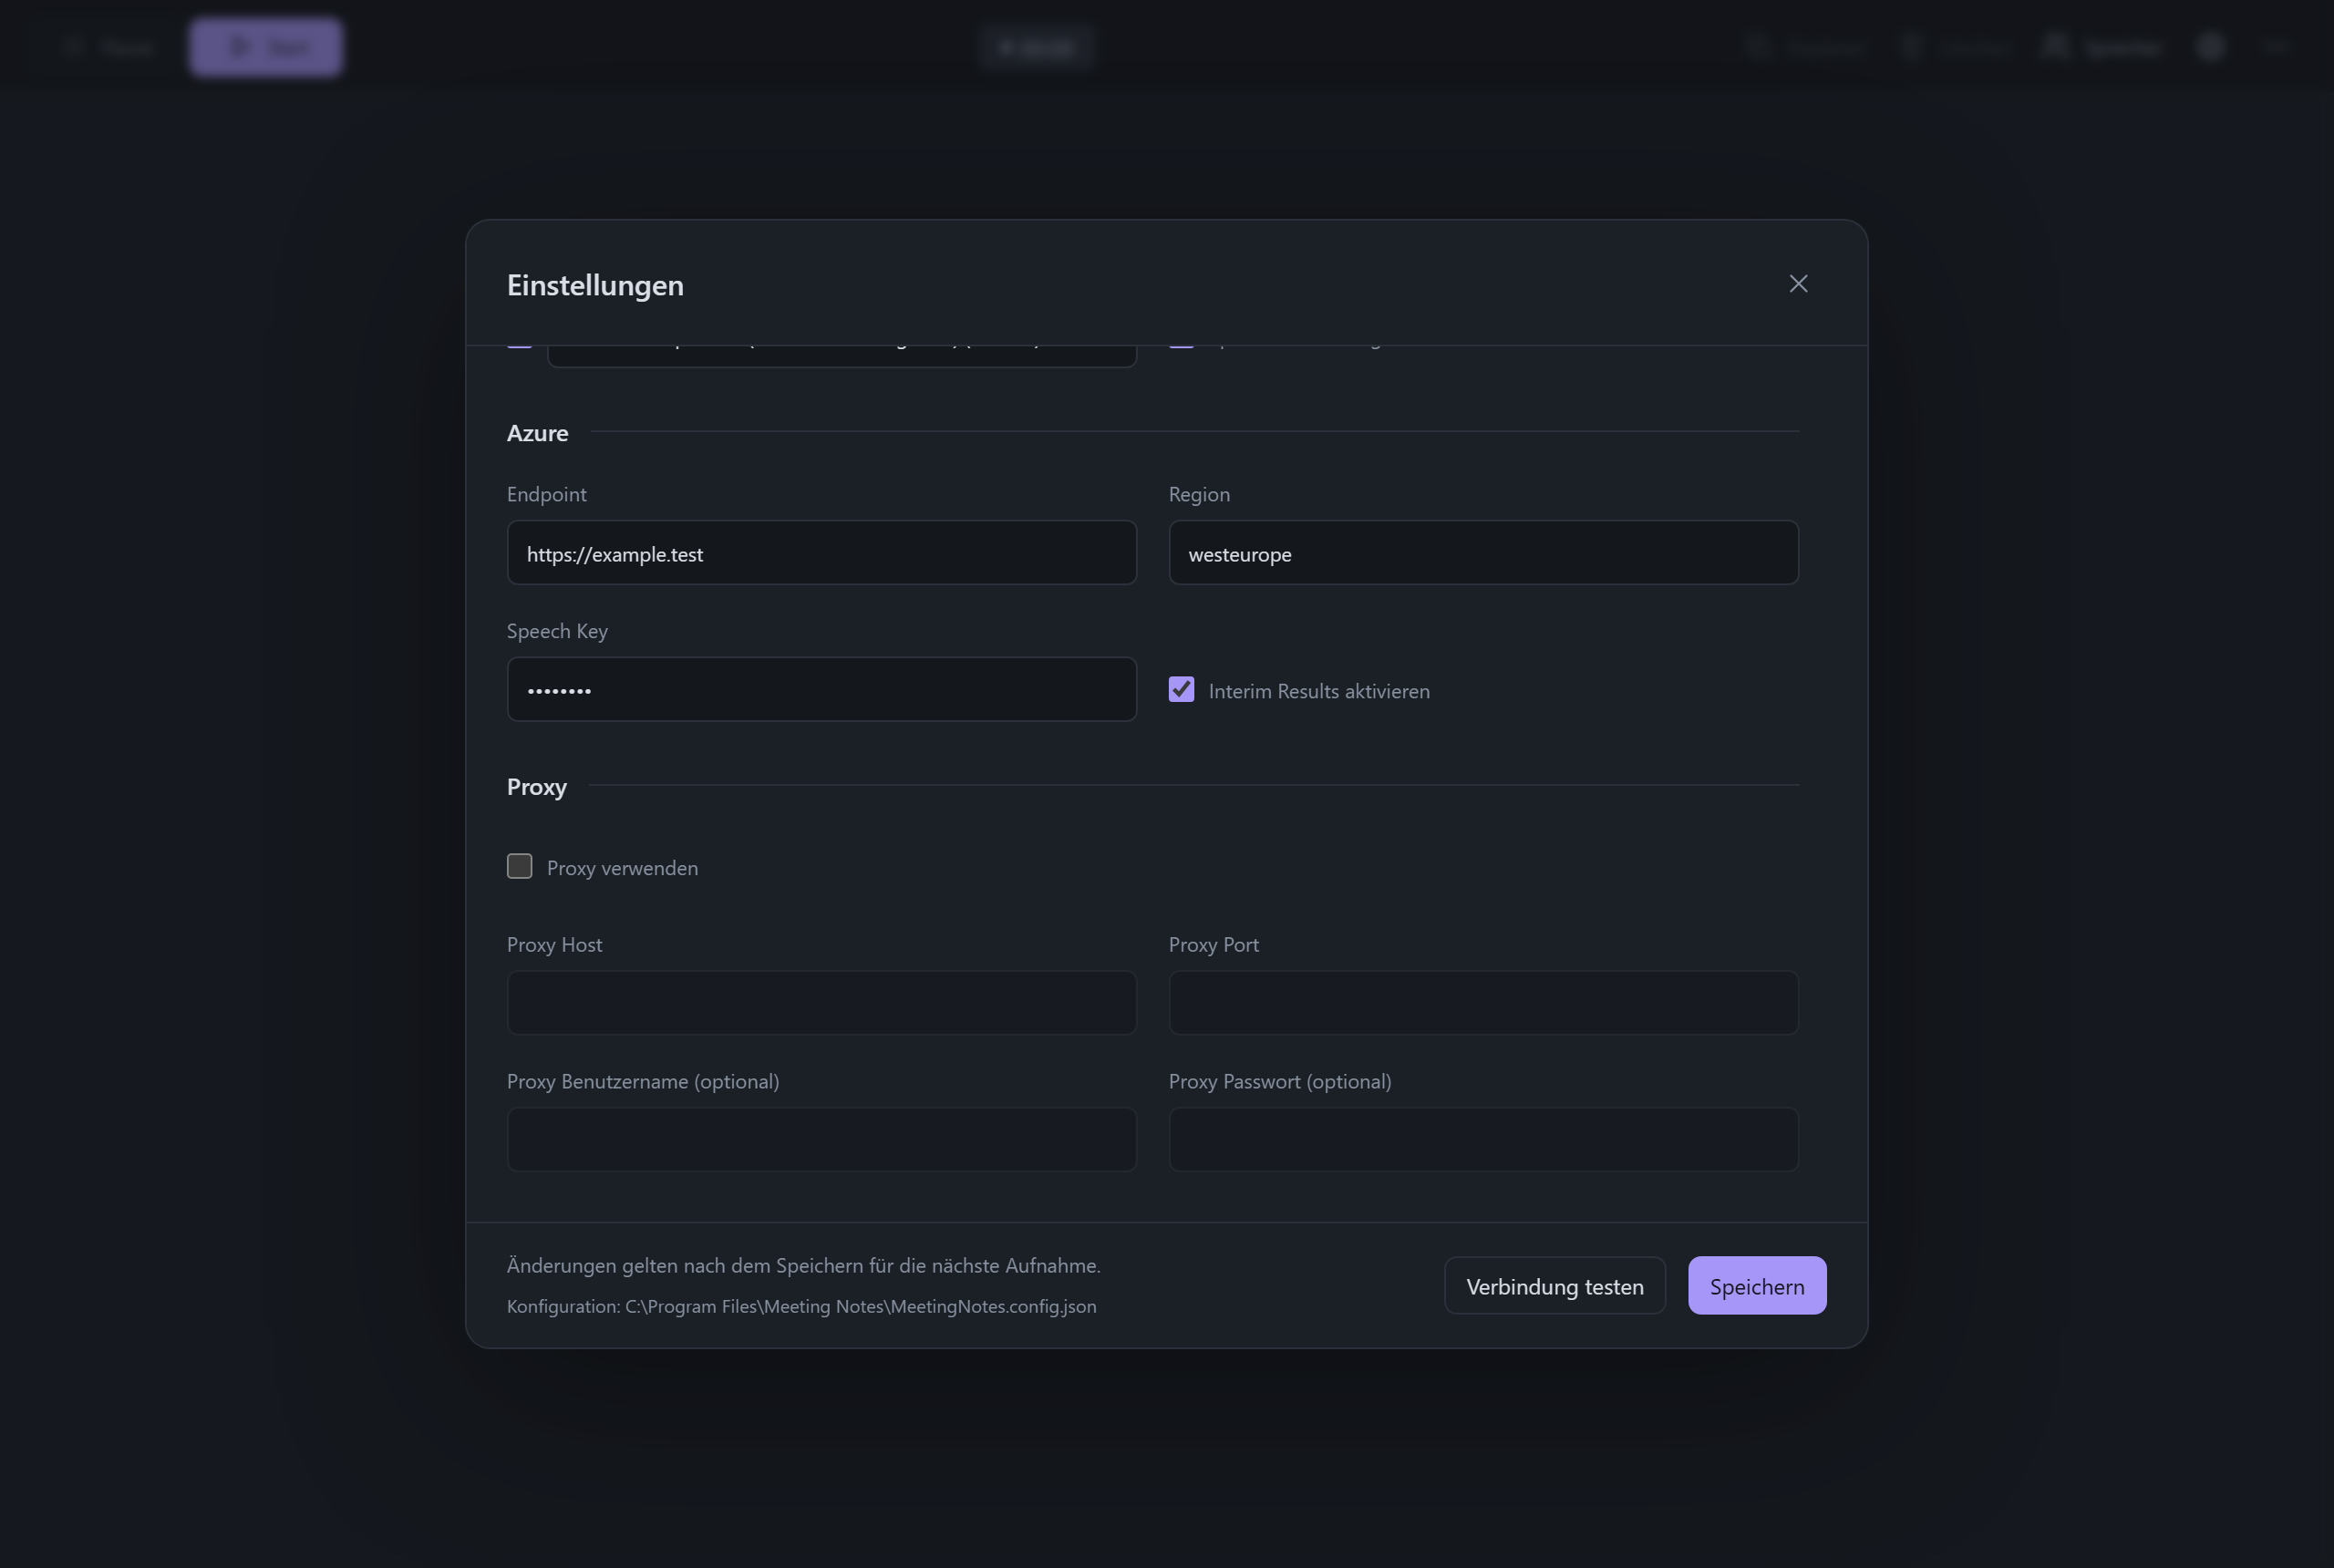 Einstellungen
Azure
Endpoint
Region
https://example.test
westeurope
Speech Key
••••••••
Interim Results aktivieren
Proxy
Proxy verwenden
Proxy Host
Proxy Port
Proxy Benutzername (optional)
Proxy Passwort (optional)
Änderungen gelten nach dem Speichern für die nächste Aufnahme.
Konfiguration: C:\Program Files\Meeting Notes\MeetingNotes.config.json
Verbindung testen
Speichern